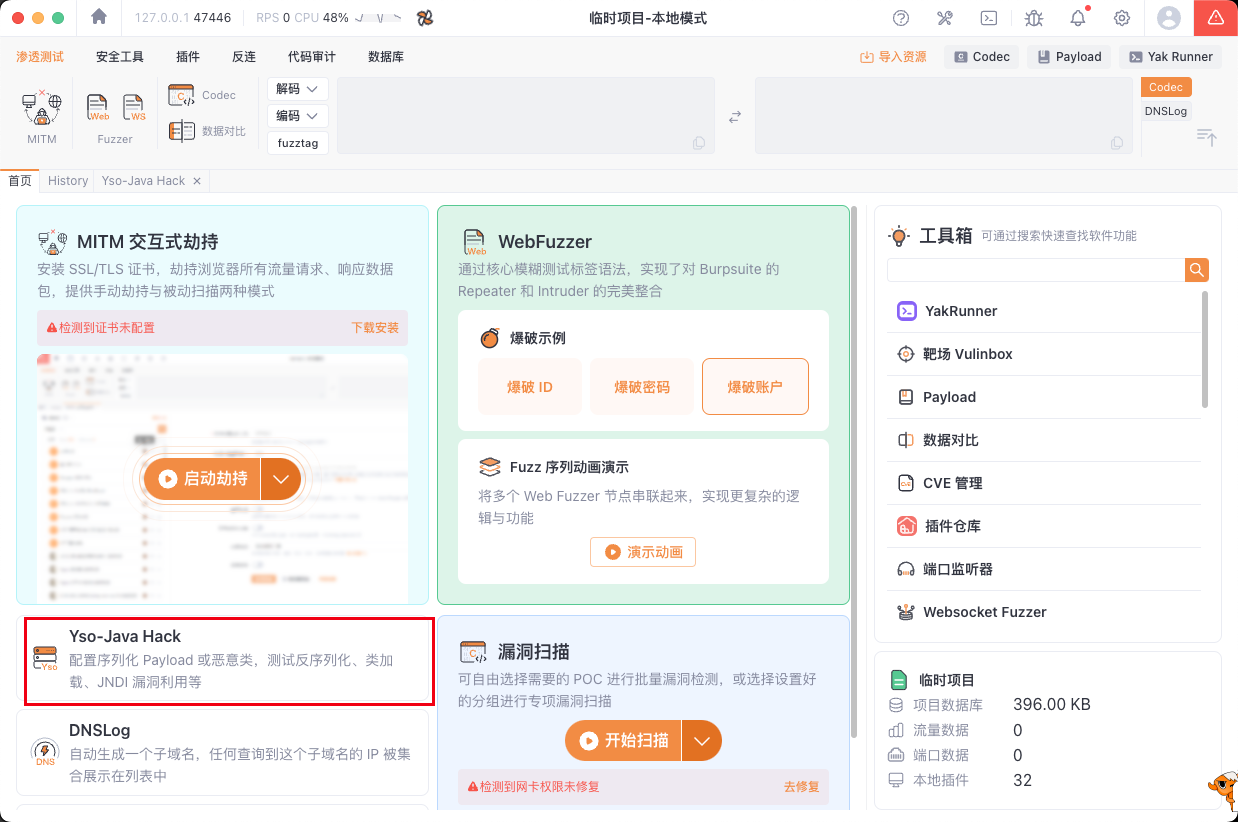 127.0.0.1 47446
RPS 0 CPU 48%
临时项目-本地模式
渗透测试 安全工具 插件 反连 代码审计 数据库
导入资源 Codec Payload Yak Runner
MITM
Web WS
Fuzzer
Codec
数据对比
解码
编码
fuzztag
Codec
DNSLog
首页 History Yso-Java Hack
MITM 交互式劫持
安装 SSL/TLS 证书，劫持浏览器所有流量请求、响应数据
包，提供手动劫持与被动扫描两种模式
检测到证书未配置 下载安装
启动劫持
Web
WebFuzzer
通过核心模糊测试标签语法，实现了对 Burpsuite 的
Repeater 和 Intruder 的完美整合
爆破示例
爆破 ID 爆破密码 爆破账户
Fuzz 序列动画演示
将多个 Web Fuzzer 节点串联起来，实现更复杂的逻
辑与功能
演示动画
Yso-Java Hack
Yso
配置序列化 Payload 或恶意类，测试反序列化、类加
载、JNDI 漏洞利用等
DNSLog
DNS
自动生成一个子域名，任何查询到这个子域名的 IP 被集
合展示在列表中
漏洞扫描
可自由选择需要的 POC 进行批量漏洞检测，或选择设置好
的分组进行专项漏洞扫描
开始扫描
检测到网卡权限未修复 去修复
工具箱 可通过搜索快速查找软件功能
YakRunner
靶场 Vulinbox
Payload
数据对比
CVE 管理
插件仓库
端口监听器
Websocket Fuzzer
临时项目
项目数据库 396.00 KB
流量数据 0
端口数据 0
本地插件 32